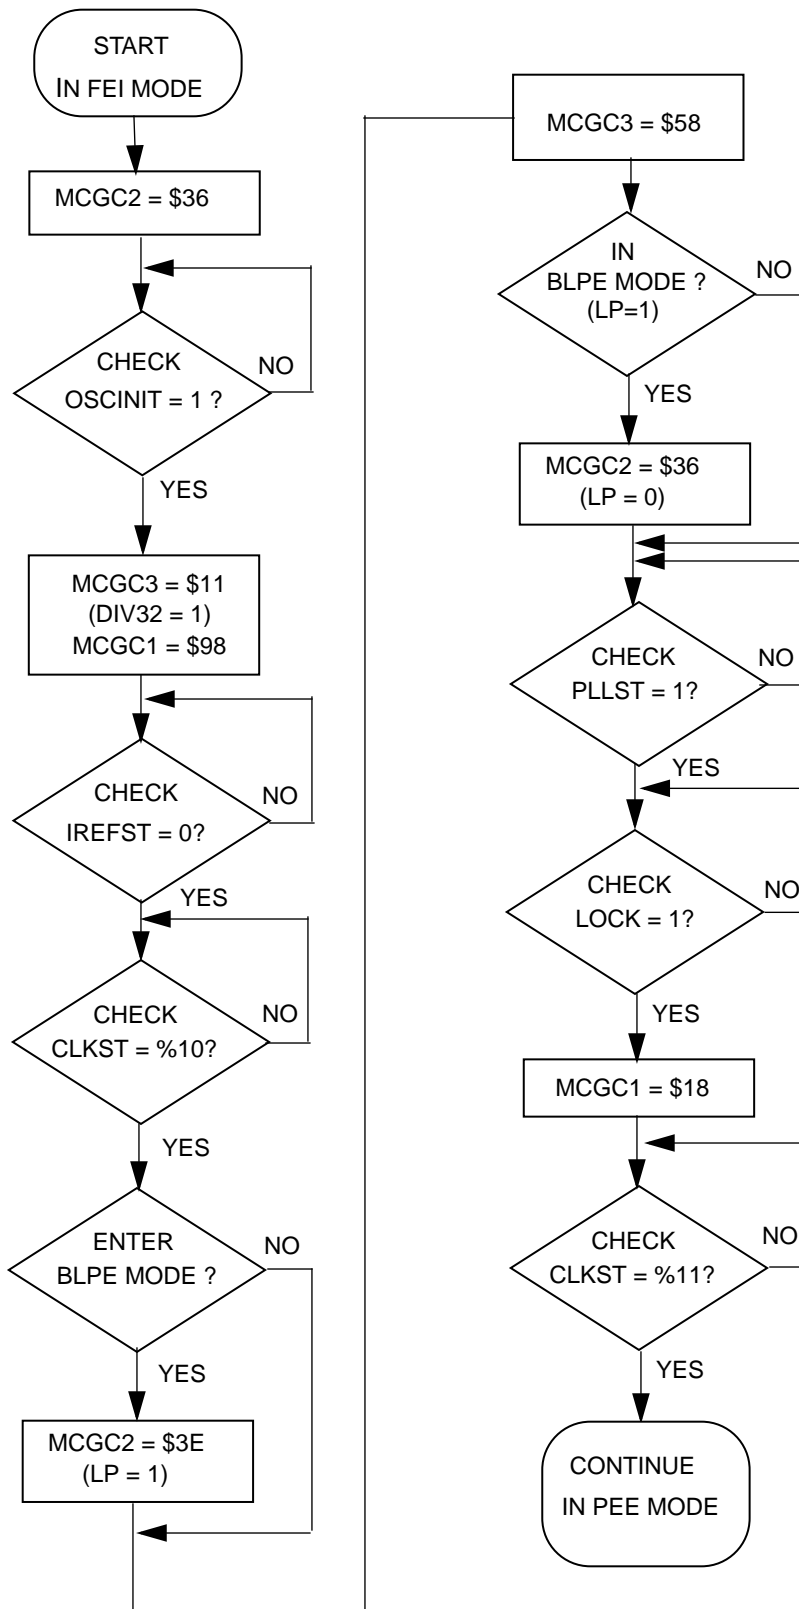 START
IN FEI MODE
MCGC2 = $36
CHECK
OSCINIT = 1 ?
NO
YES
MCGC3 = $11
(DIV32 = 1)
MCGC1 = $98
CHECK
IREFST = 0?
NO
YES
CHECK
CLKST = %10?
NO
YES
ENTER
BLPE MODE ?
NO
YES
MCGC2 = $3E
(LP = 1)
MCGC3 = $58
IN
BLPE MODE ?
(LP=1)
NO
YES
MCGC2 = $36
(LP = 0)
CHECK
PLLST = 1?
NO
YES
CHECK
LOCK = 1?
NO
YES
MCGC1 = $18
CHECK
CLKST = %11?
NO
YES
CONTINUE
IN PEE MODE